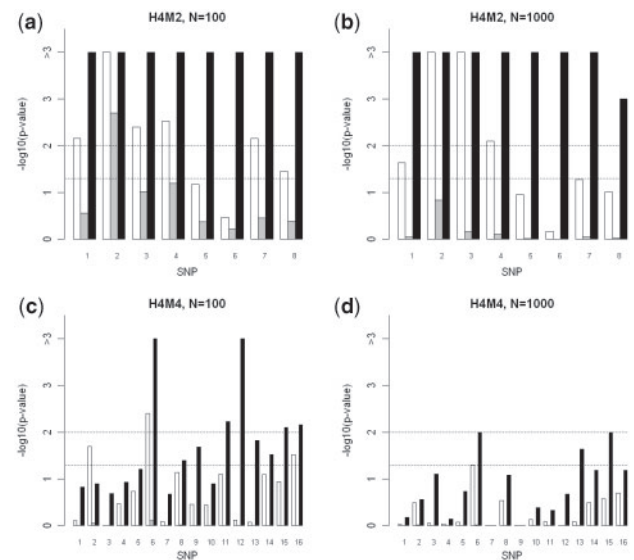 (a) H4M2, N=100
-log10(p-value)
>3
3
2
1
0
1 2 3 4 5 6 7 8
SNP
(b) H4M2, N=1000
-log10(p-value)
>3
3
2
1
0
1 2 3 4 5 6 7 8
SNP
(c) H4M4, N=100
-log10(p-value)
>3
3
2
1
0
1 2 3 4 5 6 7 8 9 10 11 12 13 14 15 16
SNP
(d) H4M4, N=1000
-log10(p-value)
>3
3
2
1
0
1 2 3 4 5 6 7 8 9 10 11 12 13 14 15 16
SNP